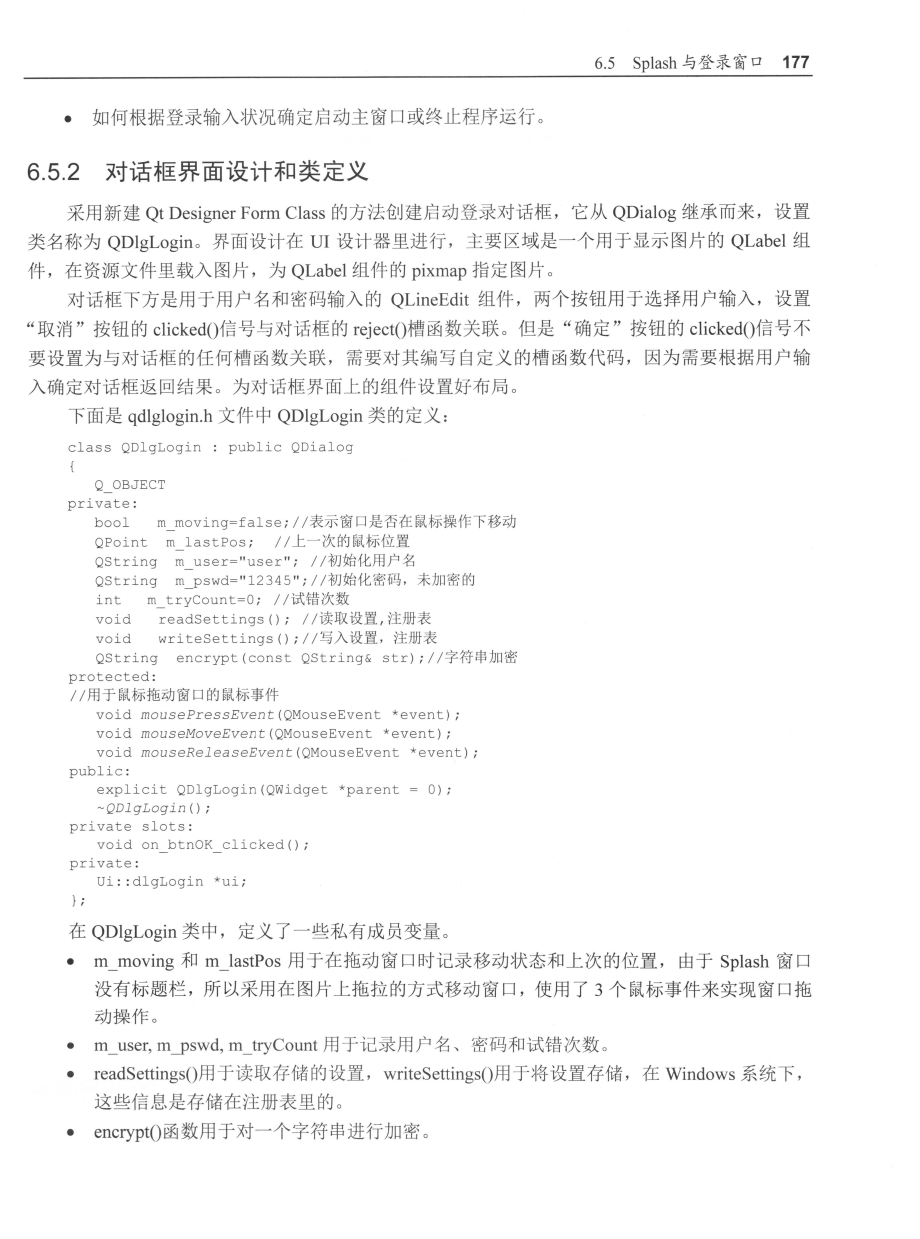 6.5 Splash 与登录窗口 177
• 如何根据登录输入状况确定启动主窗口或终止程序运行。
6.5.2 对话框界面设计和类定义
采用新建 Qt Designer Form Class 的方法创建启动登录对话框，它从 QDialog 继承而来，设置
类名称为 QDlgLogin。界面设计在 UI 设计器里进行，主要区域是一个用于显示图片的 QLabel 组
件，在资源文件里载入图片，为 QLabel 组件的 pixmap 指定图片。
对话框下方是用于用户名和密码输入的 QLineEdit 组件，两个按钮用于选择用户输入，设置
“取消”按钮的 clicked()信号与对话框的 reject()槽函数关联。但是“确定”按钮的 clicked()信号不
要设置为与对话框的任何槽函数关联，需要对其编写自定义的槽函数代码，因为需要根据用户输
入确定对话框返回结果。为对话框界面上的组件设置好布局。
下面是 qdlglogin.h 文件中 QDlgLogin 类的定义：
class QDlgLogin : public QDialog
{
Q_OBJECT
private:
bool m_moving=false;//表示窗口是否在鼠标操作下移动
QPoint m_lastPos; //上一次的鼠标位置
QString m_user="user"; //初始化用户名
QString m_pswd="12345";//初始化密码，未加密的
int m_tryCount=0; //试错次数
void readSettings(); //读取设置,注册表
void writeSettings();//写入设置，注册表
QString encrypt(const QString& str);//字符串加密
protected:
//用于鼠标拖动窗口的鼠标事件
void mousePressEvent(QMouseEvent *event);
void mouseMoveEvent(QMouseEvent *event);
void mouseReleaseEvent(QMouseEvent *event);
public:
explicit QDlgLogin(QWidget *parent = 0);
~QDlgLogin();
private slots:
void on_btnOK_clicked();
private:
Ui::dlgLogin *ui;
};
在 QDlgLogin 类中，定义了一些私有成员变量。
• m_moving 和 m_lastPos 用于在拖动窗口时记录移动状态和上次的位置，由于 Splash 窗口
没有标题栏，所以采用在图片上拖拉的方式移动窗口，使用了 3 个鼠标事件来实现窗口拖
动操作。
• m_user, m_pswd, m_tryCount 用于记录用户名、密码和试错次数。
• readSettings()用于读取存储的设置，writeSettings()用于将设置存储，在 Windows 系统下，
这些信息是存储在注册表里的。
• encrypt()函数用于对一个字符串进行加密。